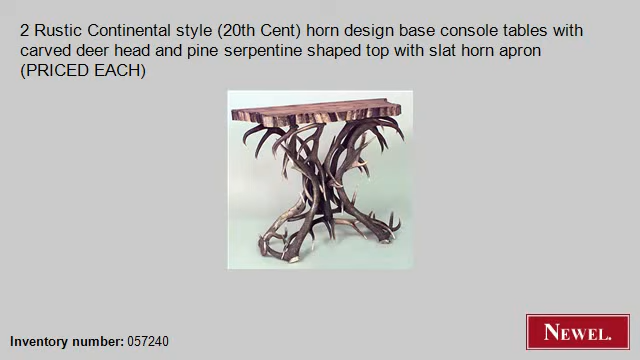 2 Rustic Continental style (20th Cent) horn design base console tables with
carved deer head and pine serpentine shaped top with slat horn apron
(PRICED EACH)
Inventory number: 057240
NEWEL.